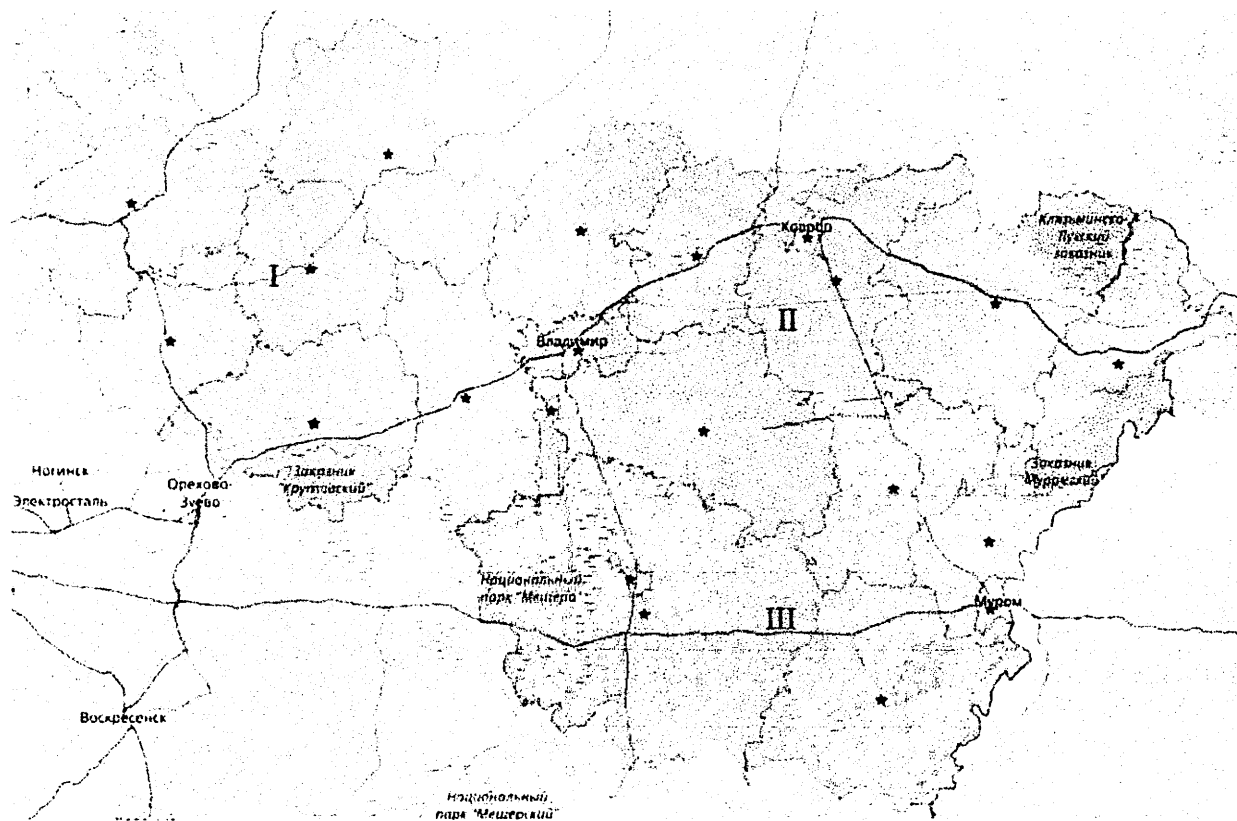 Ковров
Клязьминско-
Лухский
заказник
I
II
Владимир
Ногинск
Электросталь
Орехово-
Зуево
Заказник
"Крутовский"
Заказник
Муромский
Национальный
парк "Мещера"
III
Муром
Воскресенск
Национальный
парк "Мещерский"